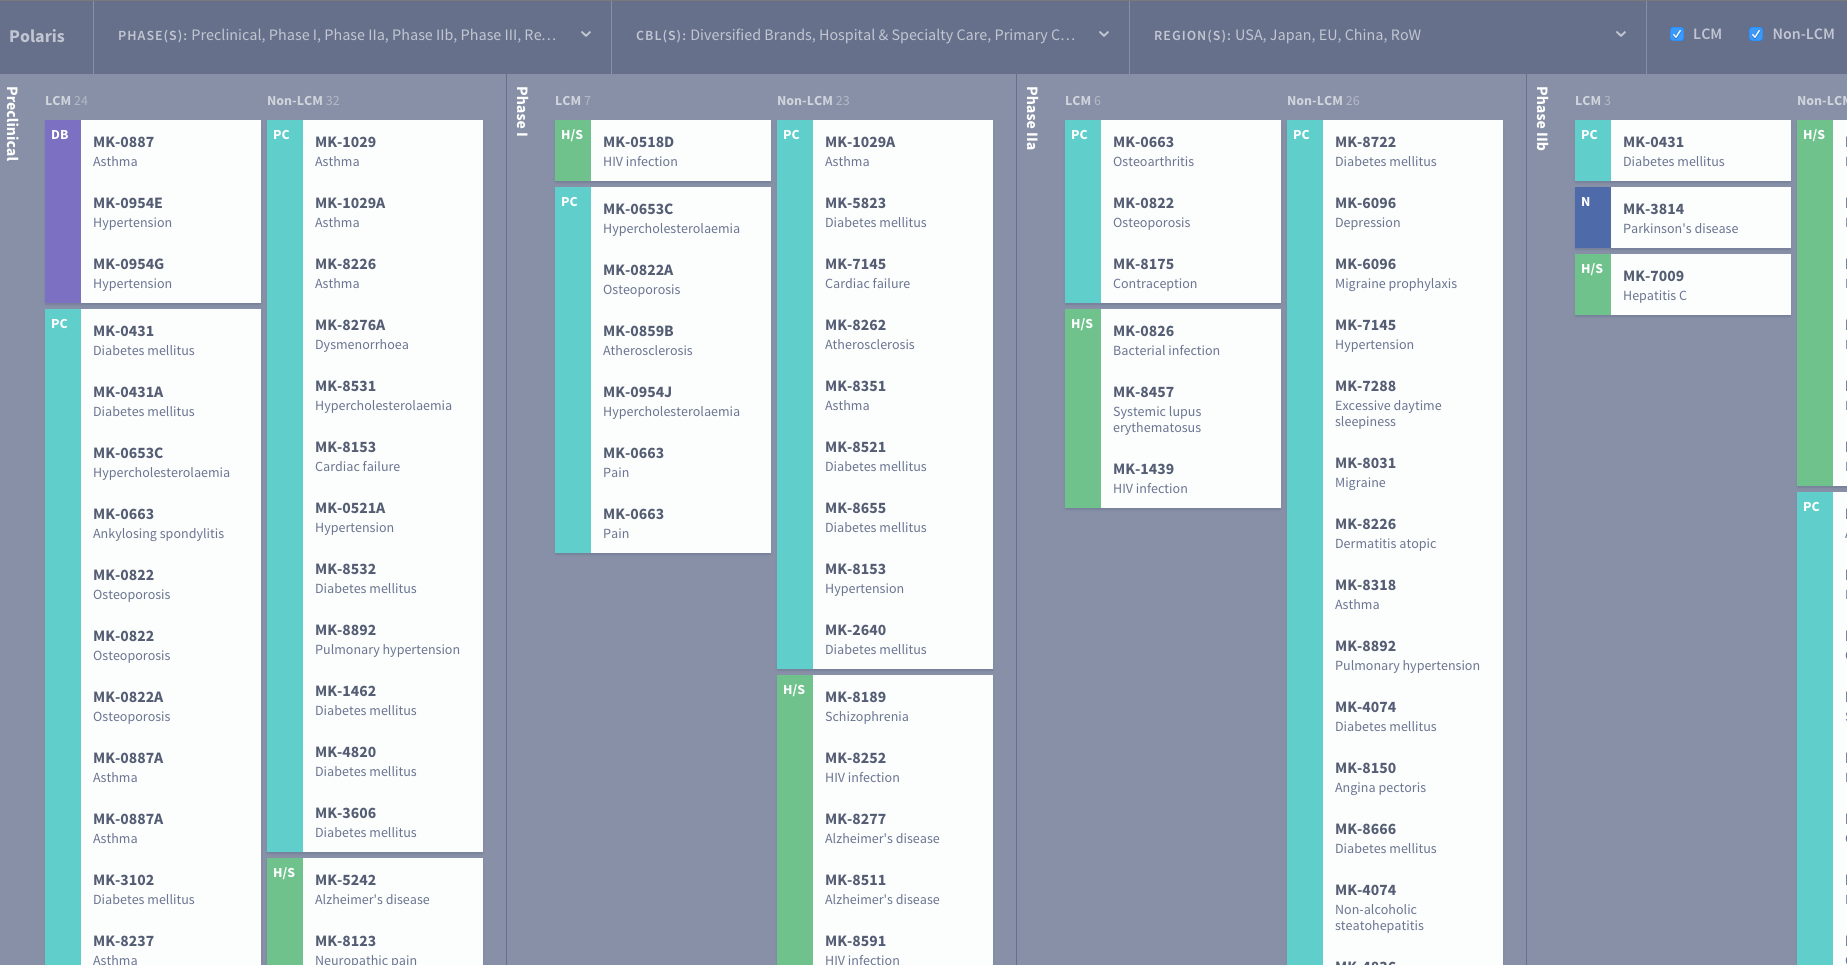 Polaris
PHASE(S): Preclinical, Phase I, Phase IIa, Phase IIb, Phase III, Re...
CBL(S): Diversified Brands, Hospital & Specialty Care, Primary C...
REGION(S): USA, Japan, EU, China, RoW
LCM
Non-LCM
Preclinical
LCM 24
DB
MK-0887
Asthma
MK-0954E
Hypertension
MK-0954G
Hypertension
PC
MK-0431
Diabetes mellitus
MK-0431A
Diabetes mellitus
MK-0653C
Hypercholesterolaemia
MK-0663
Ankylosing spondylitis
MK-0822
Osteoporosis
MK-0822
Osteoporosis
MK-0822A
Osteoporosis
MK-0887A
Asthma
MK-0887A
Asthma
MK-3102
Diabetes mellitus
MK-8237
Asthma
Non-LCM 32
PC
MK-1029
Asthma
MK-1029A
Asthma
MK-8226
Asthma
MK-8276A
Dysmenorrhoea
MK-8531
Hypercholesterolaemia
MK-8153
Cardiac failure
MK-0521A
Hypertension
MK-8532
Diabetes mellitus
MK-8892
Pulmonary hypertension
MK-1462
Diabetes mellitus
MK-4820
Diabetes mellitus
MK-3606
Diabetes mellitus
H/S
MK-5242
Alzheimer's disease
MK-8123
Neuropathic pain
Phase I
LCM 7
H/S
MK-0518D
HIV infection
PC
MK-0653C
Hypercholesterolaemia
MK-0822A
Osteoporosis
MK-0859B
Atherosclerosis
MK-0954J
Hypercholesterolaemia
MK-0663
Pain
MK-0663
Pain
Non-LCM 23
PC
MK-1029A
Asthma
MK-5823
Diabetes mellitus
MK-7145
Cardiac failure
MK-8262
Atherosclerosis
MK-8351
Asthma
MK-8521
Diabetes mellitus
MK-8655
Diabetes mellitus
MK-8153
Hypertension
MK-2640
Diabetes mellitus
H/S
MK-8189
Schizophrenia
MK-8252
HIV infection
MK-8277
Alzheimer's disease
MK-8511
Alzheimer's disease
MK-8591
HIV infection
Phase IIa
LCM 6
PC
MK-0663
Osteoarthritis
MK-0822
Osteoporosis
MK-8175
Contraception
H/S
MK-0826
Bacterial infection
MK-8457
Systemic lupus
erythematosus
MK-1439
HIV infection
Non-LCM 26
PC
MK-8722
Diabetes mellitus
MK-6096
Depression
MK-6096
Migraine prophylaxis
MK-7145
Hypertension
MK-7288
Excessive daytime
sleepiness
MK-8031
Migraine
MK-8226
Dermatitis atopic
MK-8318
Asthma
MK-8892
Pulmonary hypertension
MK-4074
Diabetes mellitus
MK-8150
Angina pectoris
MK-8666
Diabetes mellitus
MK-4074
Non-alcoholic
steatohepatitis
Phase IIb
LCM 3
PC
MK-0431
Diabetes mellitus
N
MK-3814
Parkinson's disease
H/S
MK-7009
Hepatitis C
Non-LCM
H/S
PC